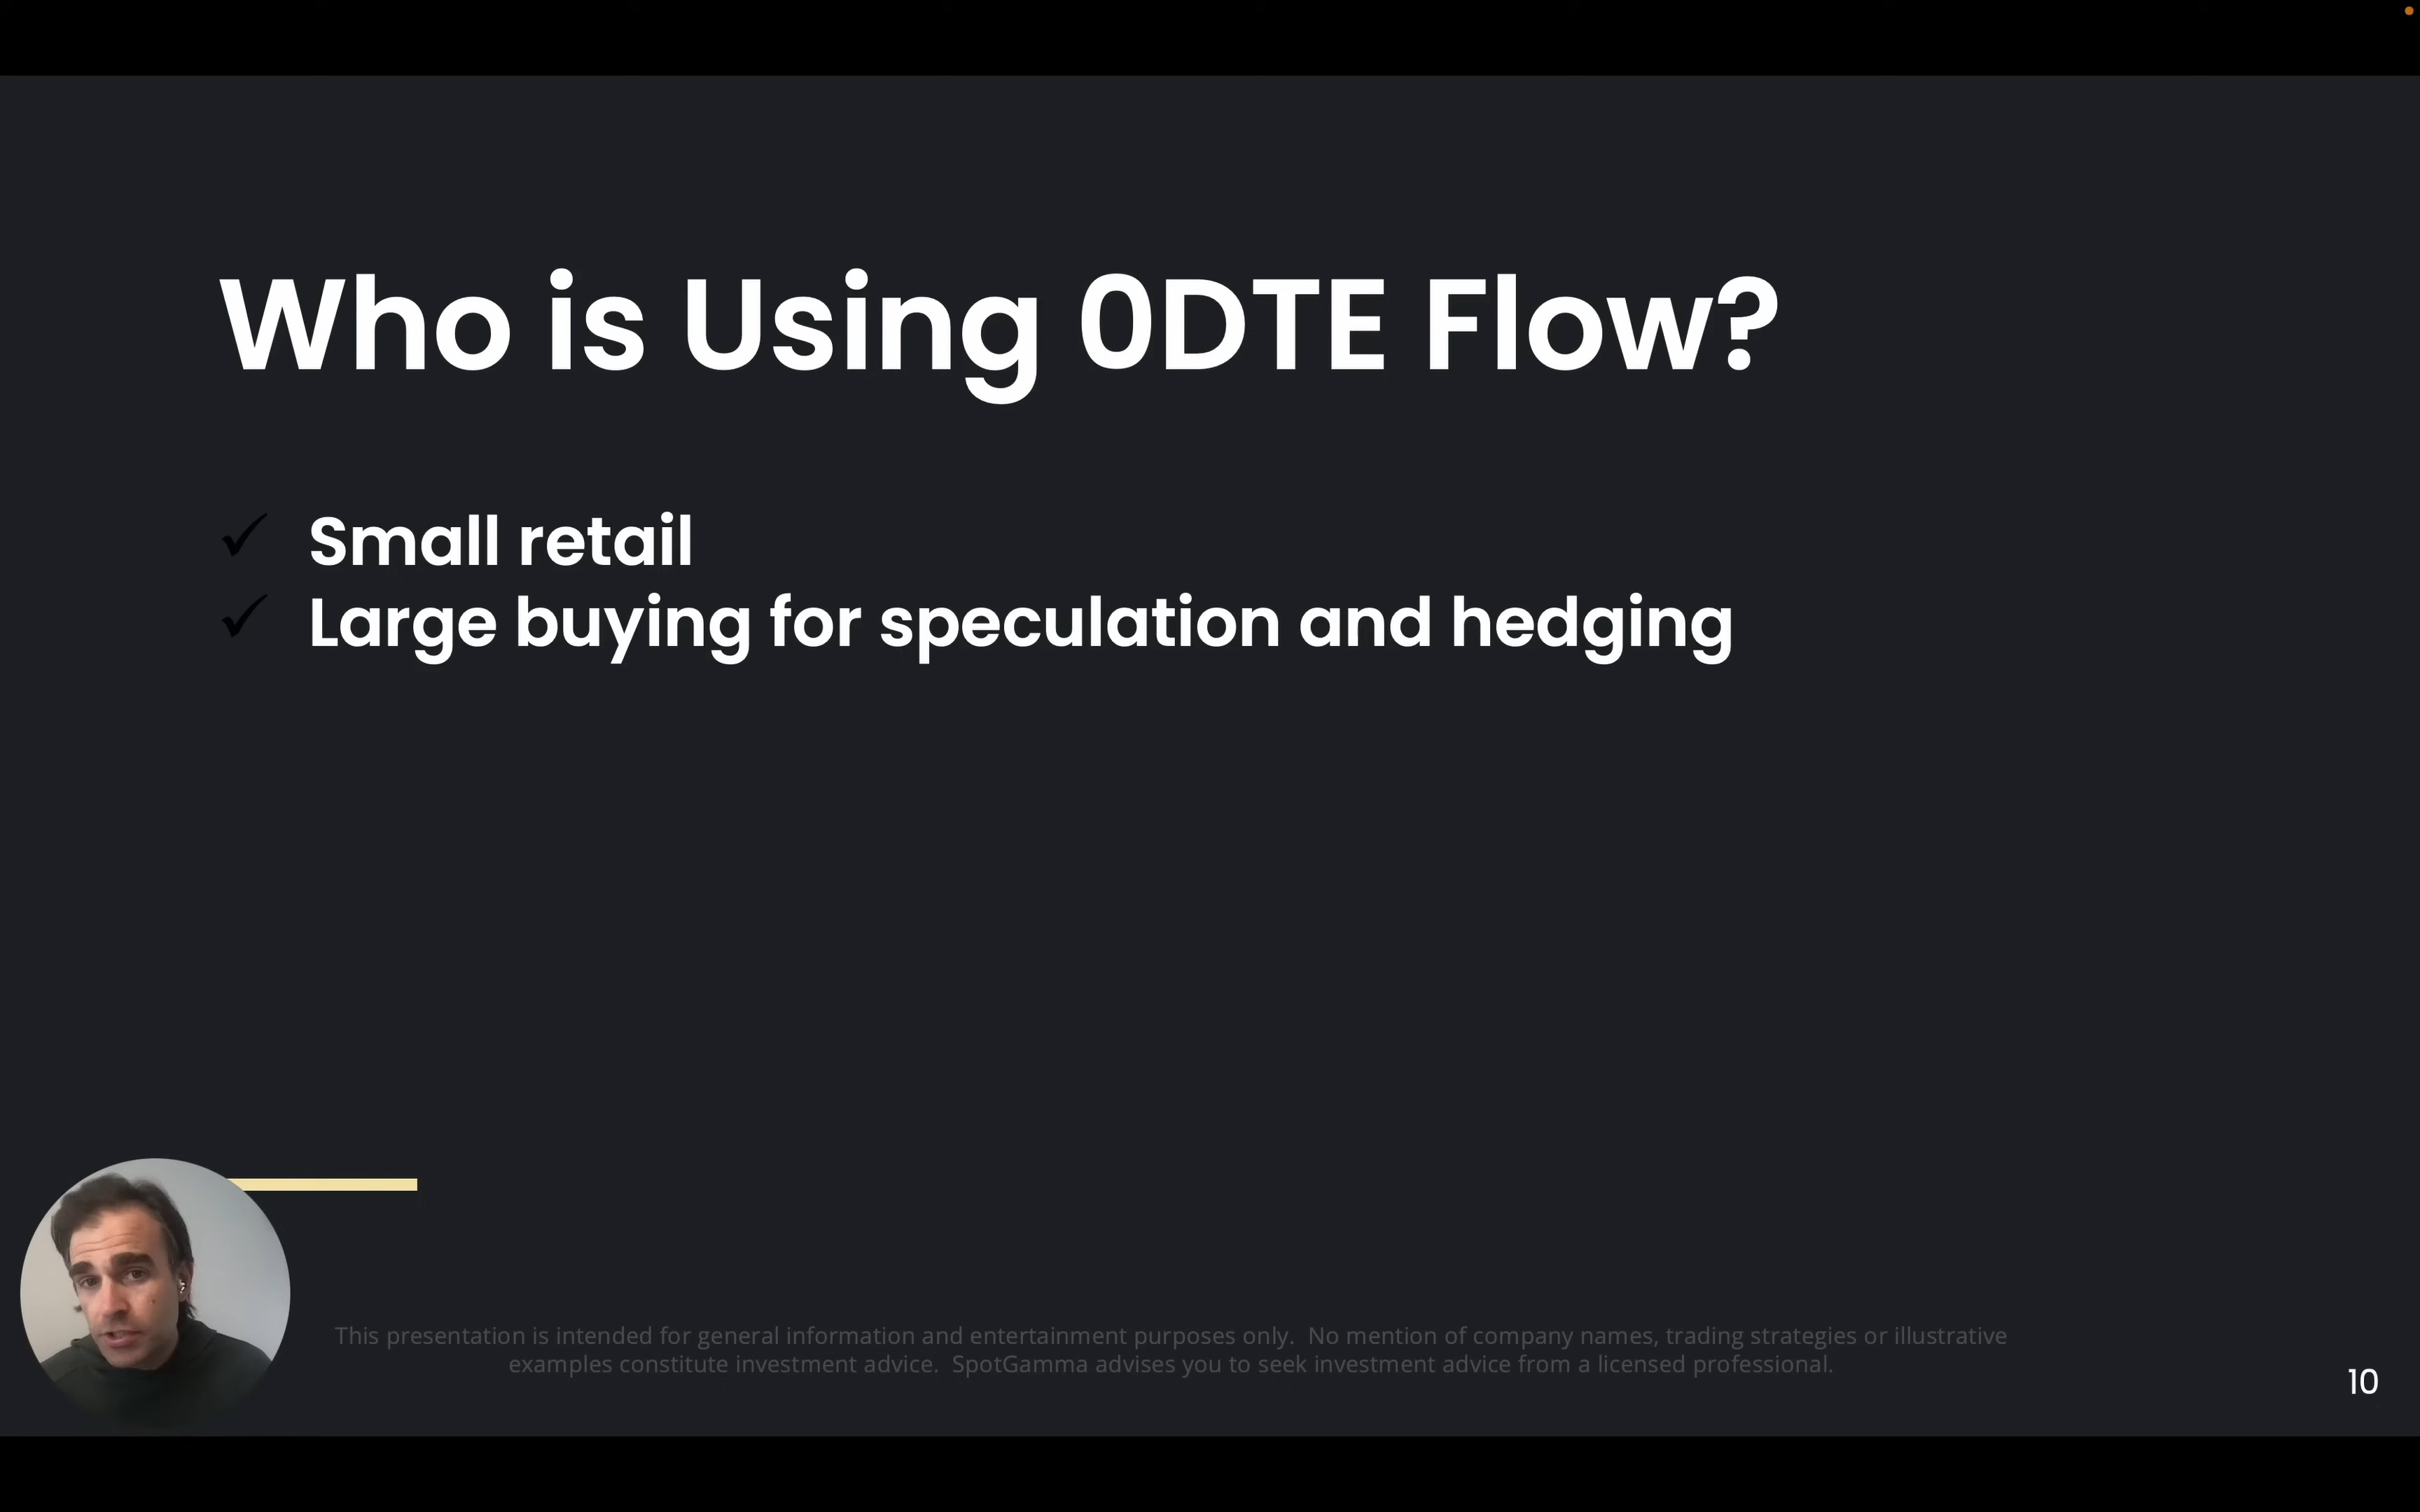 Who is Using 0DTE Flow?
✓ Small retail
✓ Large buying for speculation and hedging
This presentation is intended for general information and entertainment purposes only.  No mention of company names, trading strategies or illustrative
examples constitute investment advice.  SpotGamma advises you to seek investment advice from a licensed professional.
10